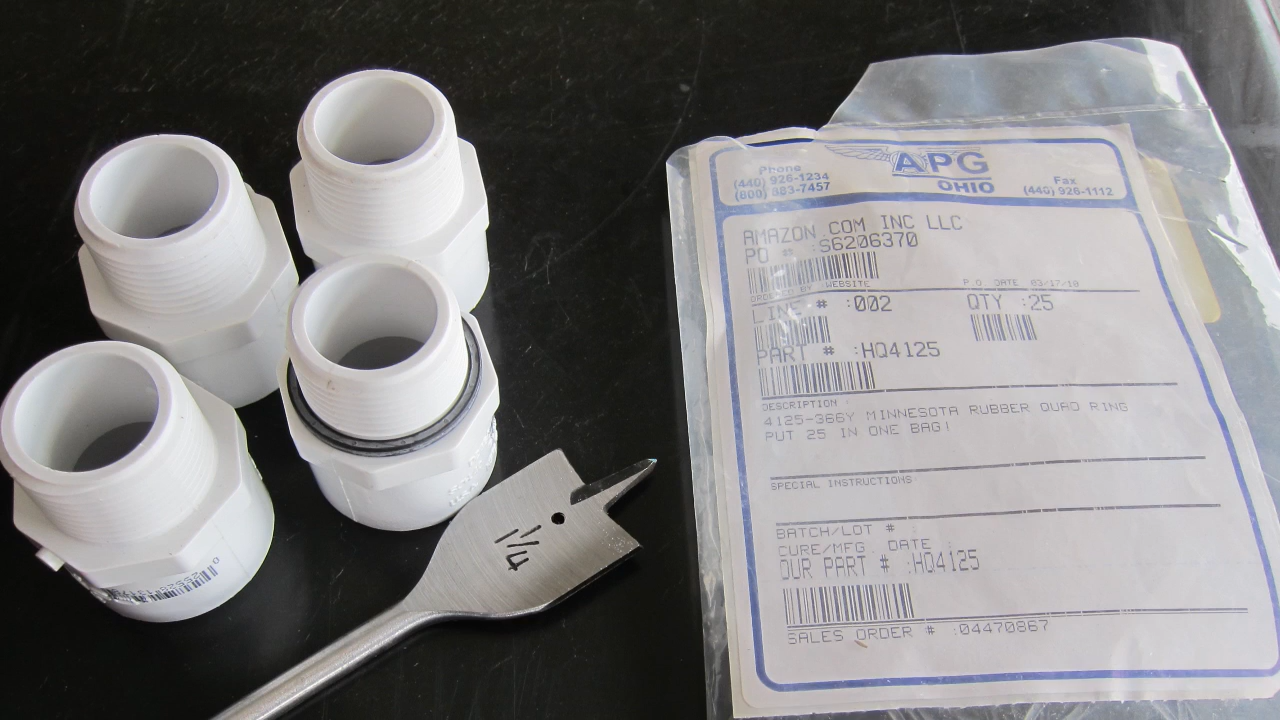 1 1/4
APG
OHIO
Phone
(440) 926-1234
(800) 883-7457
Fax
(440) 926-1112
AMAZON.COM INC LLC
PO # :S6206370
ORDERED BY WEBSITE
P.O. DATE 03/17/18
LINE # :002
QTY :25
PART # :HQ4125
DESCRIPTION :
4125-366Y MINNESOTA RUBBER QUAD RING
PUT 25 IN ONE BAG!
SPECIAL INSTRUCTIONS
BATCH/LOT # :
CURE/MFG. DATE :
OUR PART # :HQ4125
SALES ORDER # :04470867